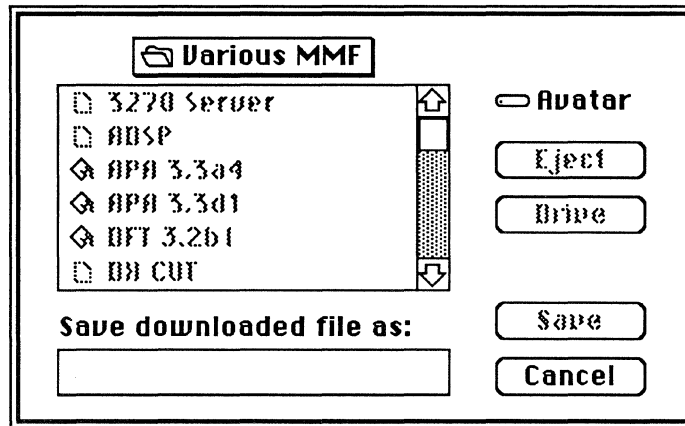 Various MMF
3270 Server
ADSP
APA 3.3a4
APA 3.3d1
DFT 3.2b1
DX CUT
Avatar
Eject
Drive
Save downloaded file as:
Save
Cancel